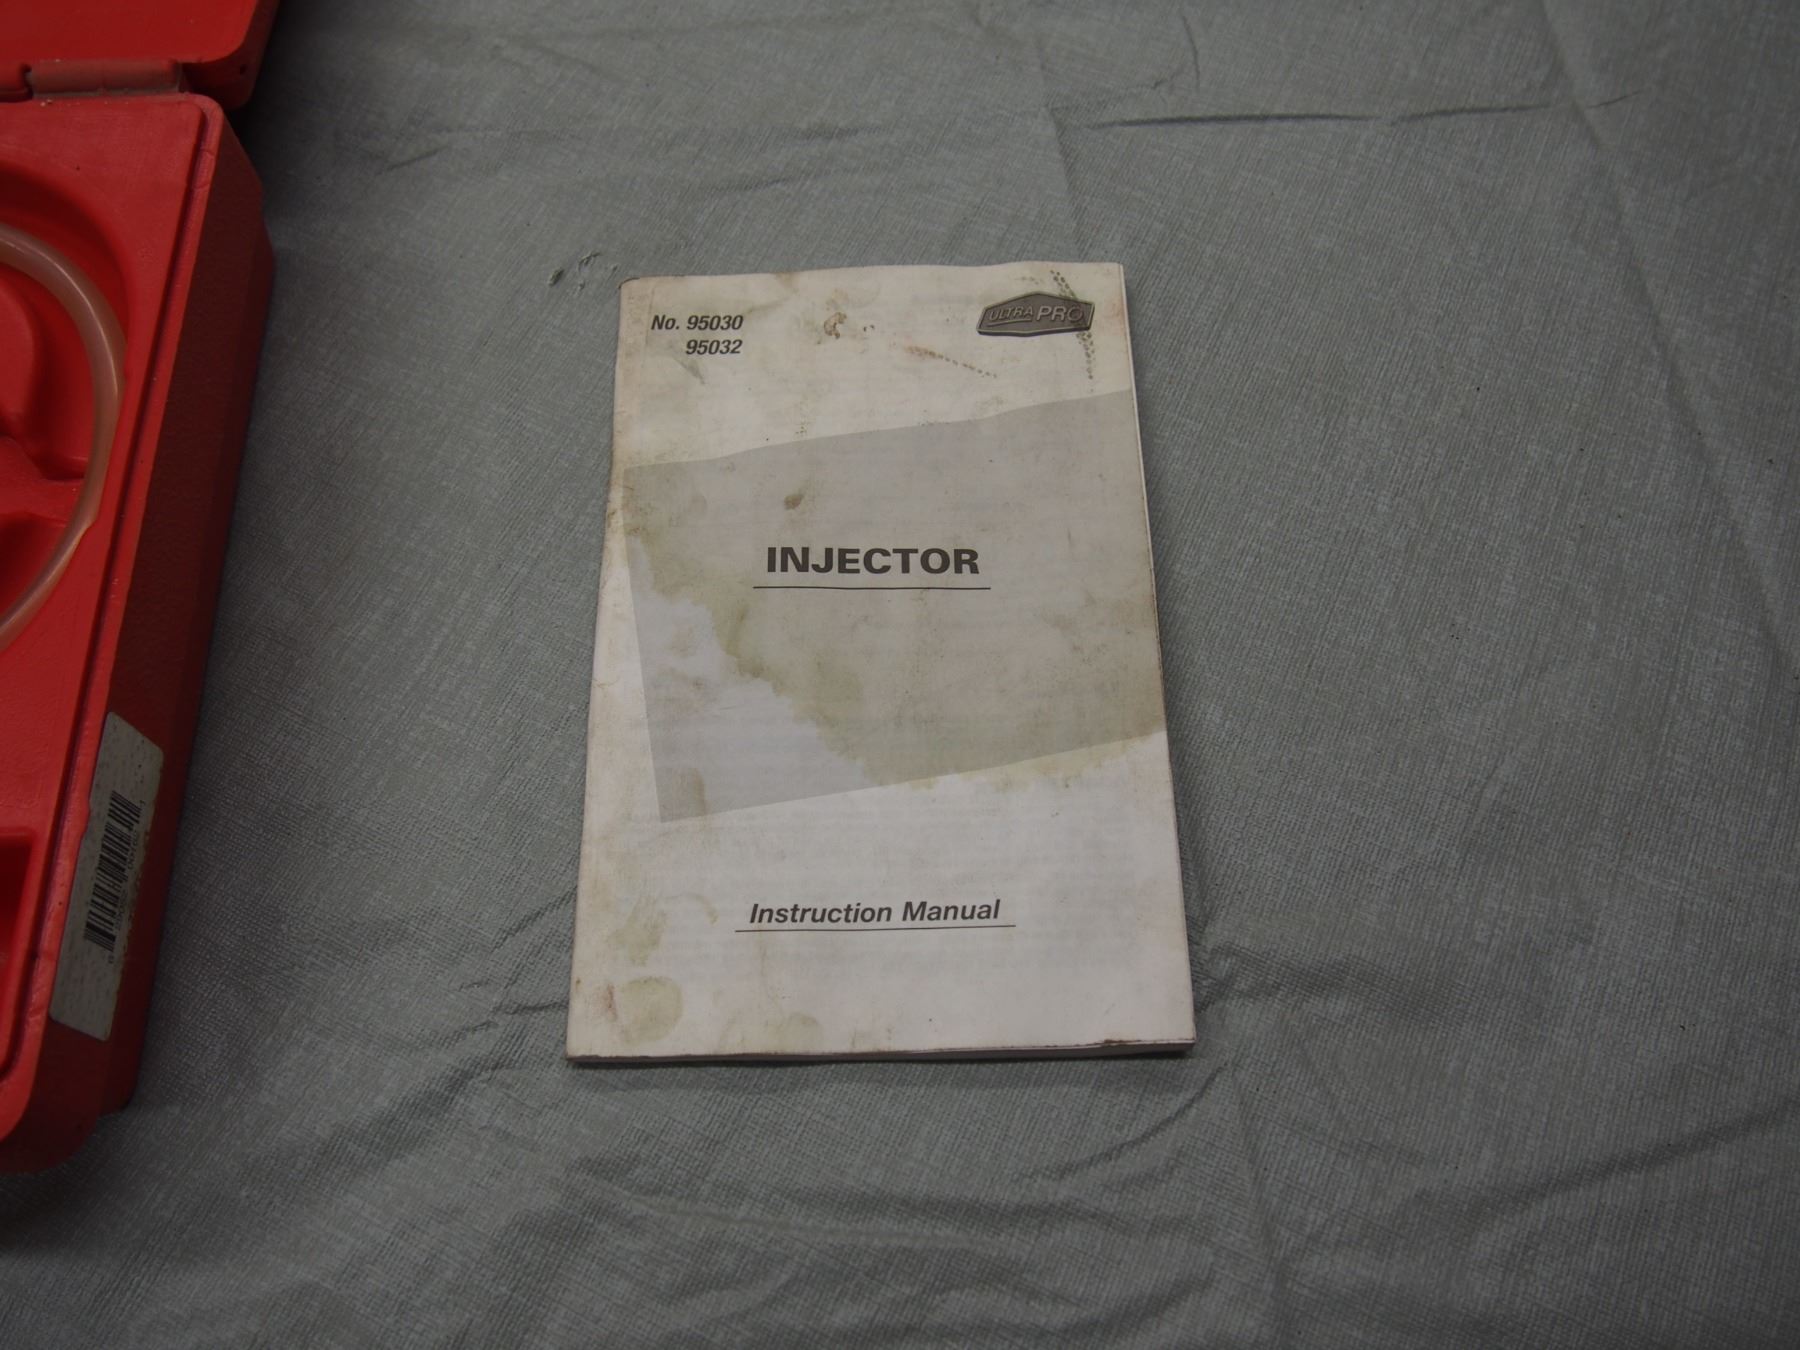 No. 95030
95032
ULTRA PRO
INJECTOR
Instruction Manual